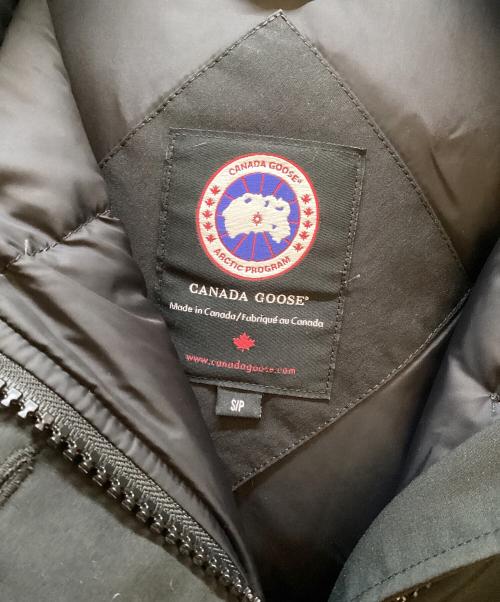 CANADA GOOSE®
ARCTIC PROGRAM
CANADA GOOSE®
Made in Canada/Fabriqué au Canada
www.canadagoose.com
S/P